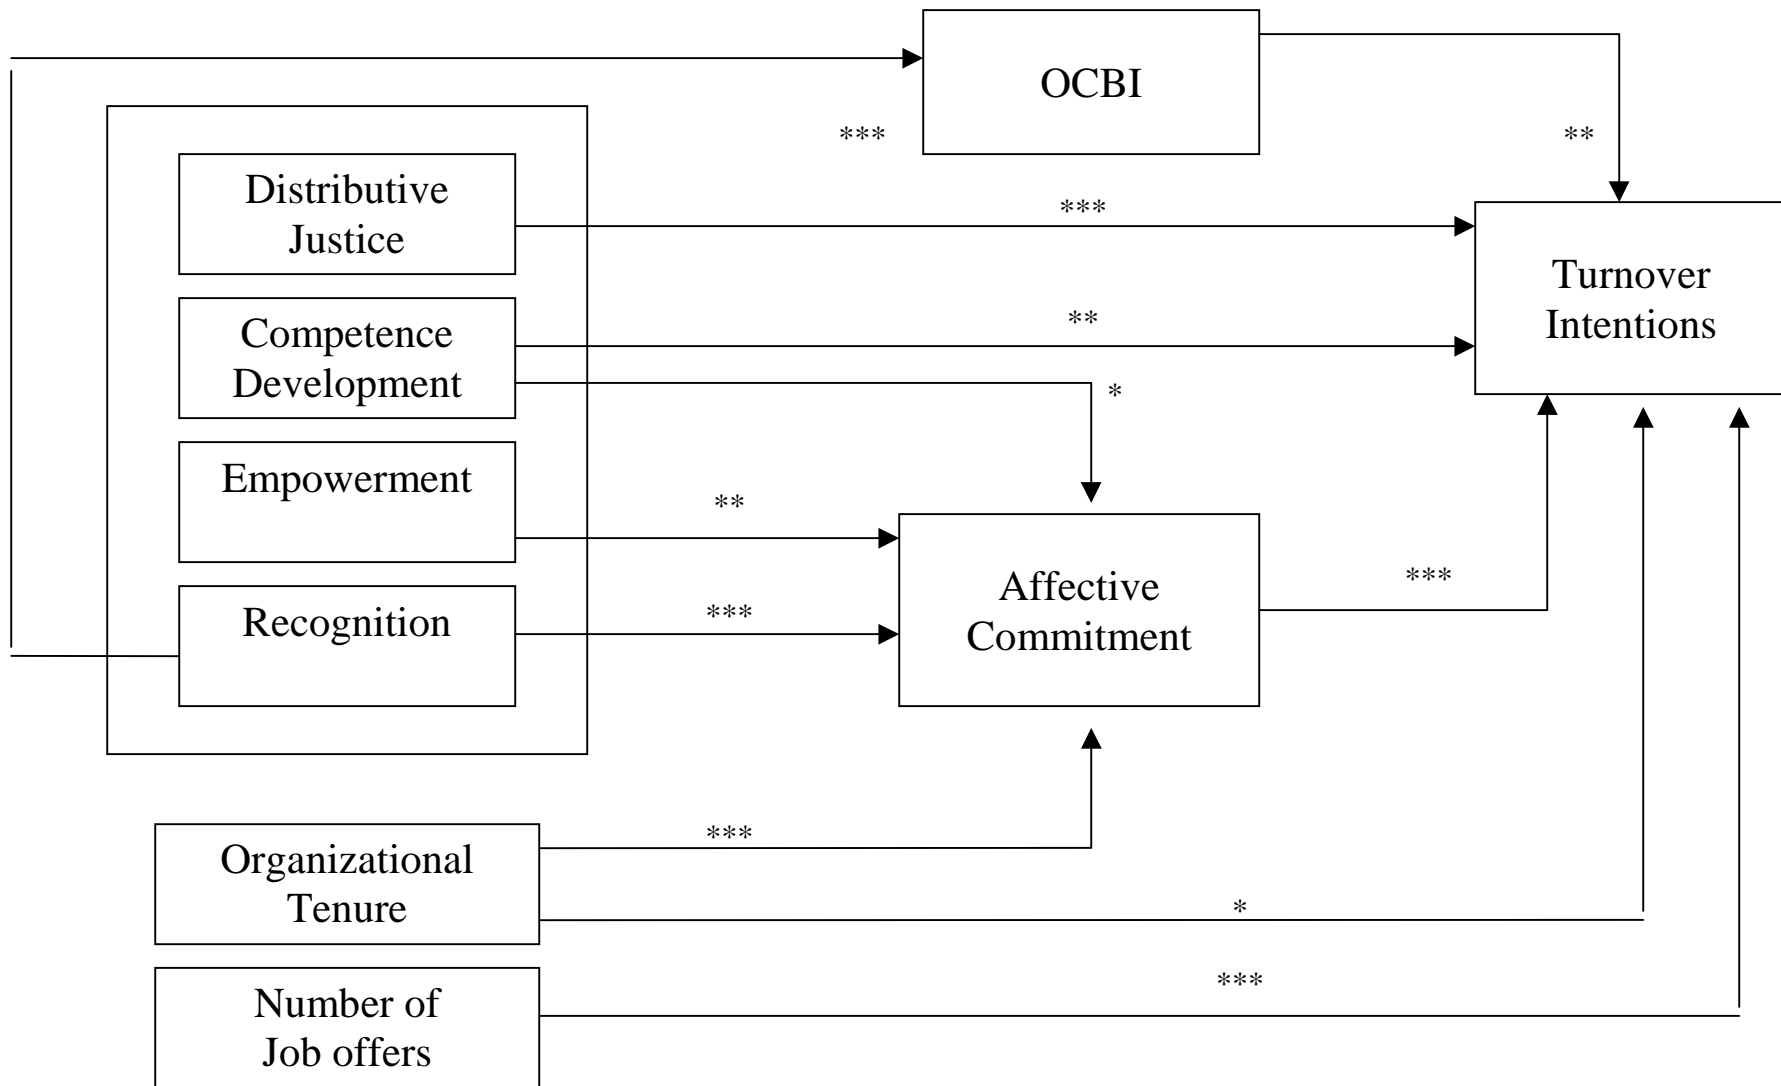 OCBI
***
**
Distributive
Justice
***
Turnover
Intentions
Competence
Development
**
*
Empowerment
**
Affective
Commitment
***
Recognition
***
Organizational
Tenure
***
*
Number of
Job offers
***